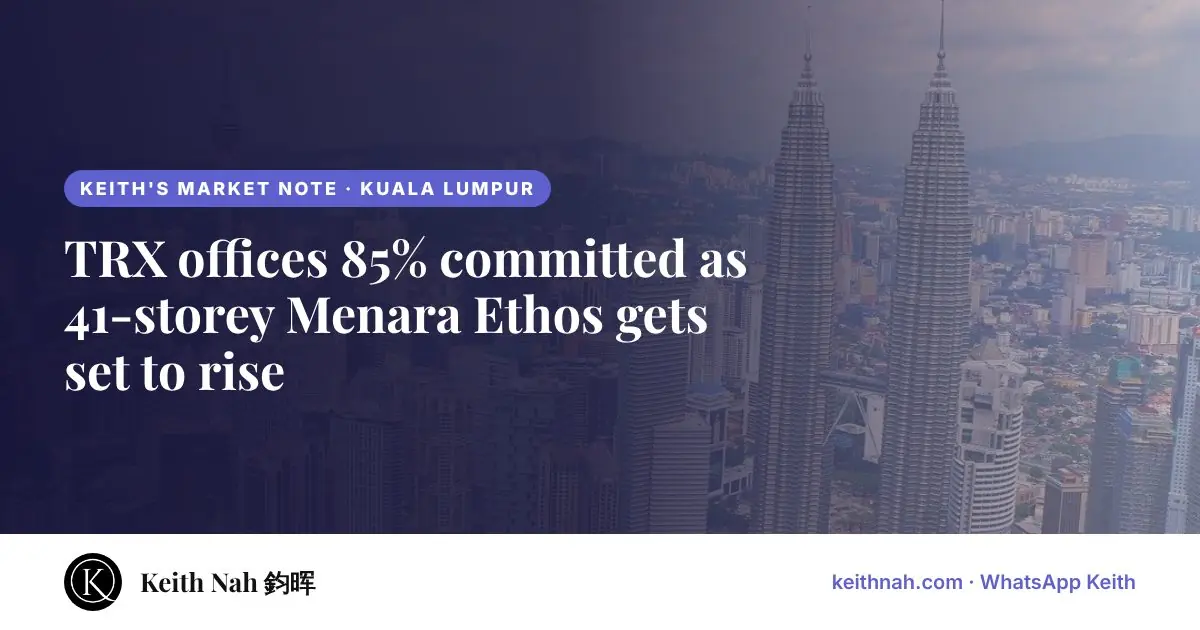 KEITH'S MARKET NOTE · KUALA LUMPUR
TRX offices 85% committed as
41-storey Menara Ethos gets
set to rise
K
Keith Nah 鈞晖
keithnah.com · WhatsApp Keith